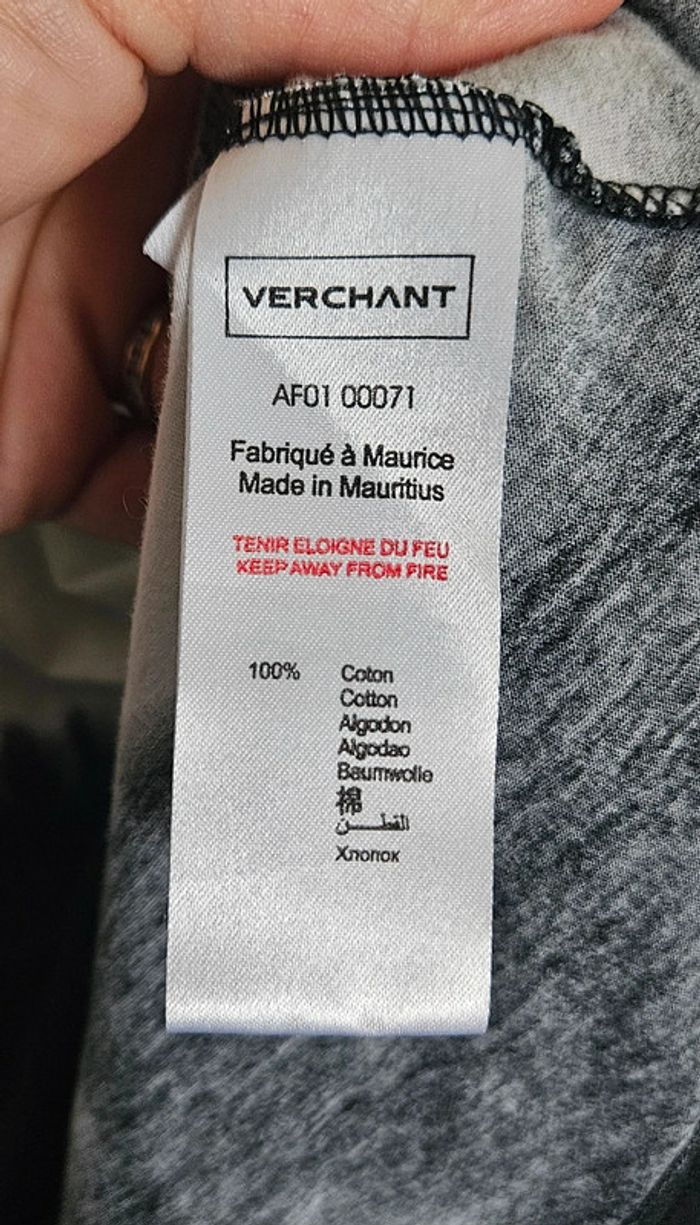 VERCHANT
AF01 00071
Fabriqué à Maurice
Made in Mauritius
TENIR ELOIGNE DU FEU
KEEP AWAY FROM FIRE
100% Coton
Cotton
Algodon
Algodao
Baumwolle
棉
القطن
Хлопок